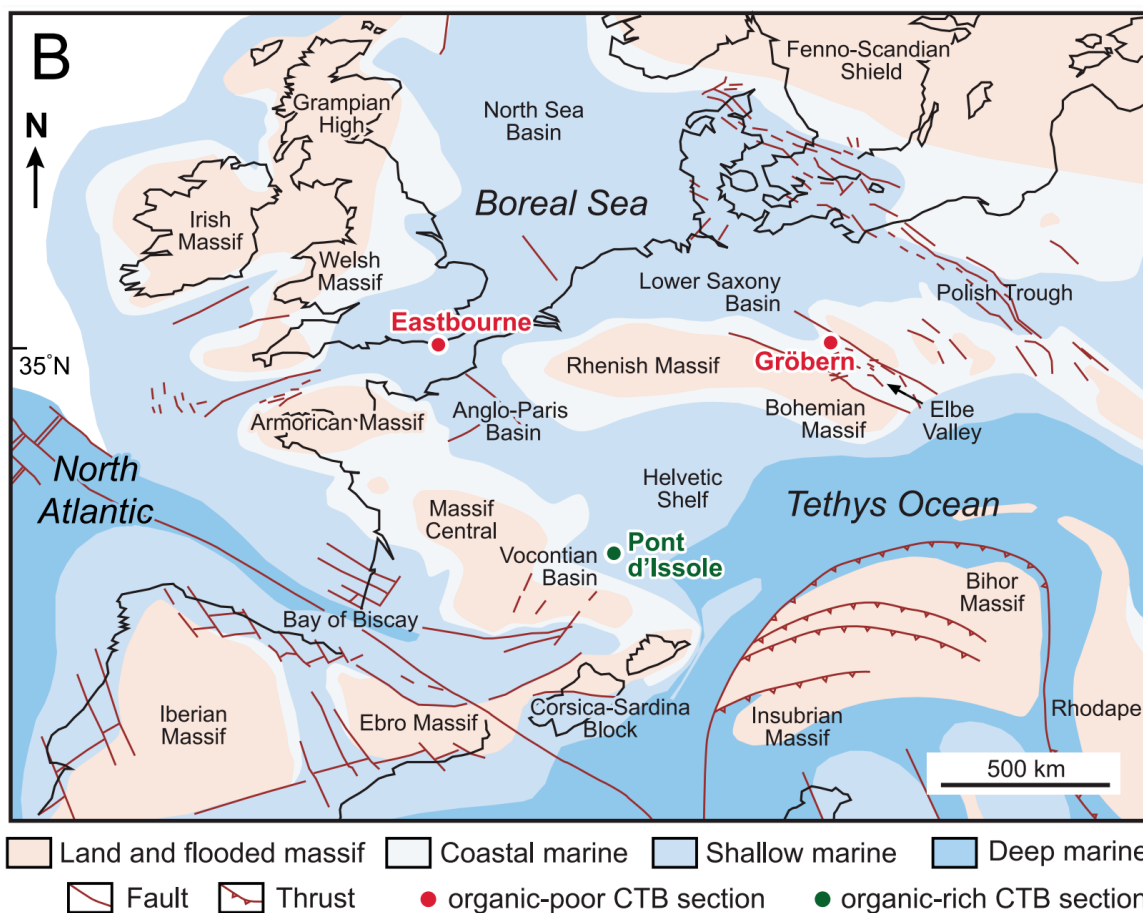 B
N
35°N
Grampian
High
North Sea
Basin
Fenno-Scandian
Shield
Boreal Sea
Irish
Massif
Welsh
Massif
Lower Saxony
Basin
Polish Trough
Eastbourne
Rhenish Massif
Gröbern
Armorican Massif
Anglo-Paris
Basin
Bohemian
Massif
Elbe
Valley
North
Atlantic
Helvetic
Shelf
Tethys Ocean
Massif
Central
Vocontian
Basin
Pont
d'Issole
Bihor
Massif
Bay of Biscay
Iberian
Massif
Ebro Massif
Corsica-Sardina
Block
Insubrian
Massif
Rhodape
500 km
Land and flooded massif
Coastal marine
Shallow marine
Deep marine
Fault
Thrust
organic-poor CTB section
organic-rich CTB section